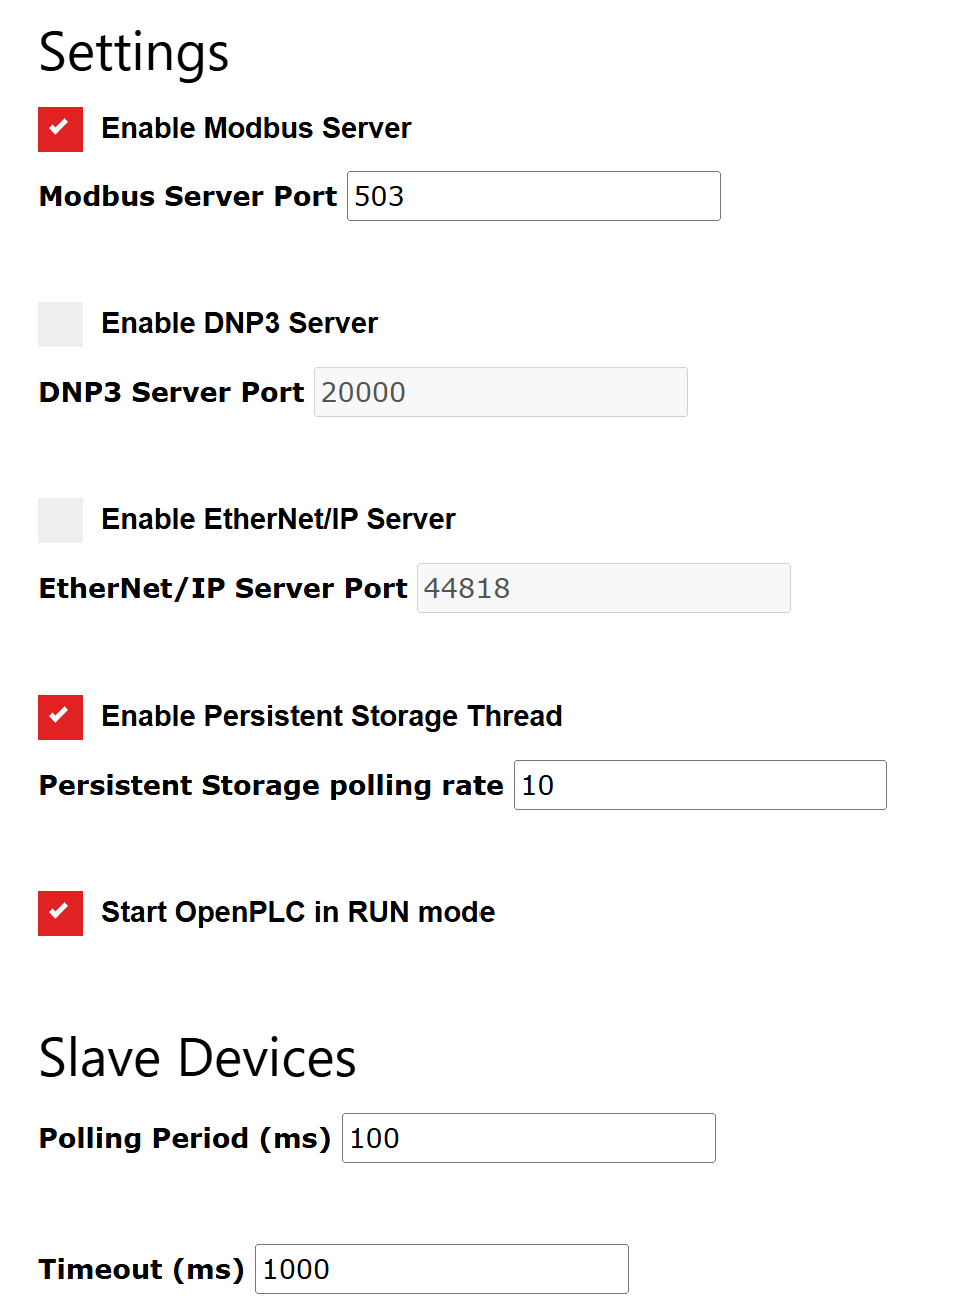 Settings
Enable Modbus Server
Modbus Server Port 503
Enable DNP3 Server
DNP3 Server Port 20000
Enable EtherNet/IP Server
EtherNet/IP Server Port 44818
Enable Persistent Storage Thread
Persistent Storage polling rate 10
Start OpenPLC in RUN mode
Slave Devices
Polling Period (ms) 100
Timeout (ms) 1000